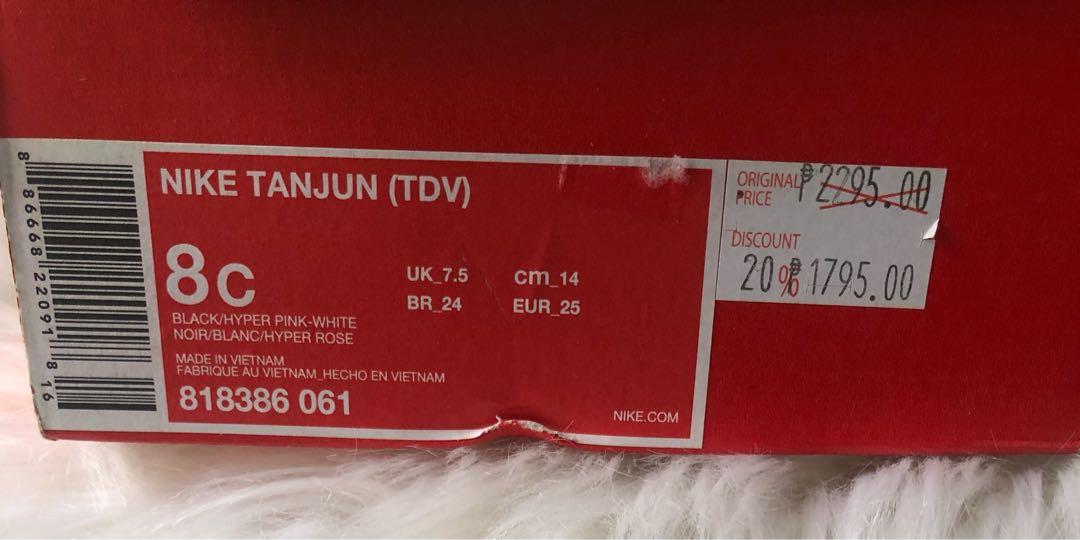 NIKE TANJUN (TDV)
8C
UK_7.5
cm_14
BR_24
EUR_25
BLACK/HYPER PINK-WHITE
NOIR/BLANC/HYPER ROSE
MADE IN VIETNAM
FABRIQUE AU VIETNAM_HECHO EN VIETNAM
818386 061
NIKE.COM
8 86668 22091 8 16
ORIGINAL PRICE ₱2295.00
DISCOUNT
20% ₱1795.00